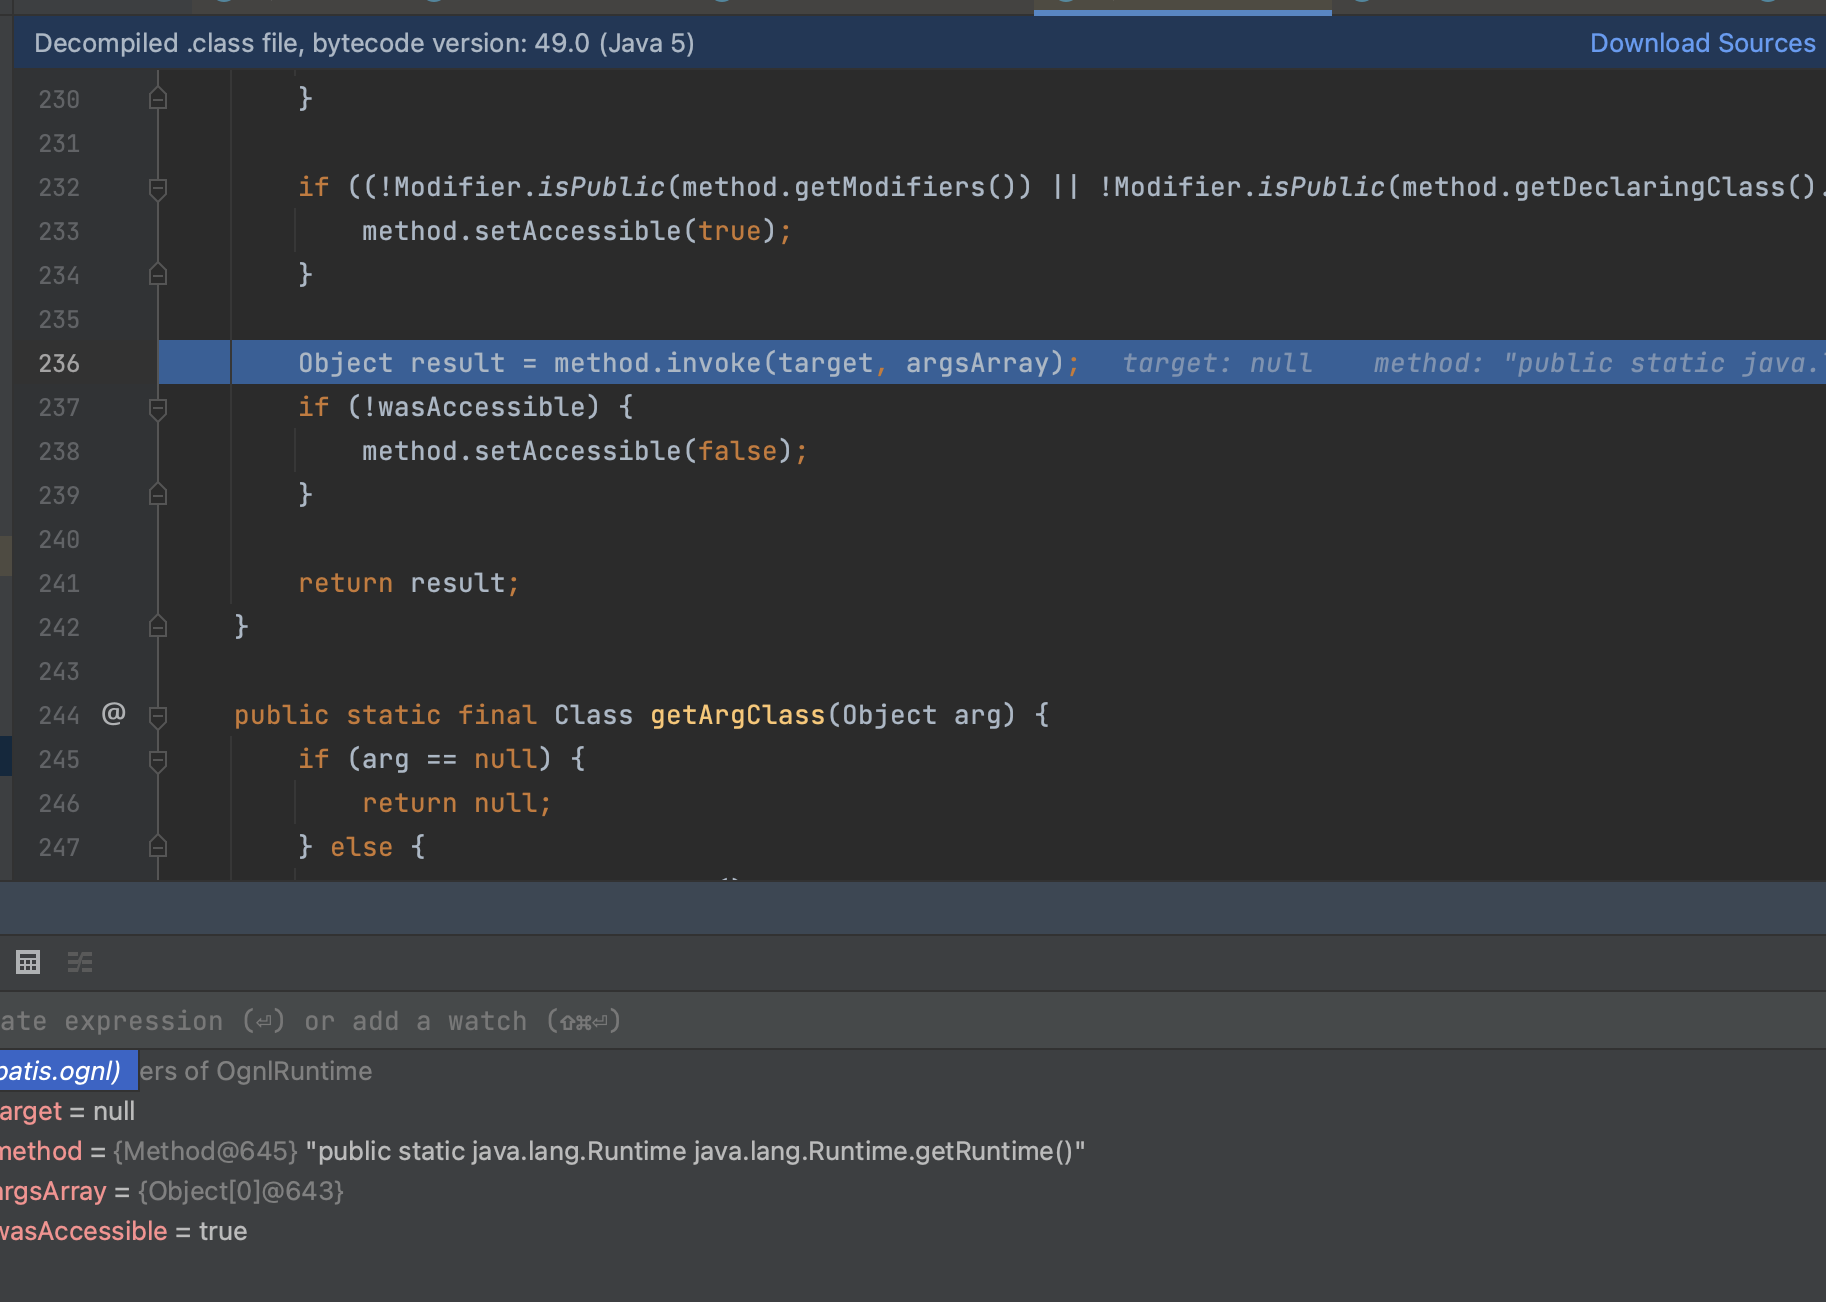 Decompiled .class file, bytecode version: 49.0 (Java 5) Download Sources
230 }
231
232 if ((!Modifier.isPublic(method.getModifiers()) || !Modifier.isPublic(method.getDeclaringClass().
233 method.setAccessible(true);
234 }
235
236 Object result = method.invoke(target, argsArray); target: null method: "public static java.
237 if (!wasAccessible) {
238 method.setAccessible(false);
239 }
240
241 return result;
242 }
243
244 @ public static final Class getArgClass(Object arg) {
245 if (arg == null) {
246 return null;
247 } else {
ate expression (⏎) or add a watch (⇧⌘⏎)
batis.ognl) ers of OgnlRuntime
arget = null
method = {Method@645} "public static java.lang.Runtime java.lang.Runtime.getRuntime()"
argsArray = {Object[0]@643}
wasAccessible = true